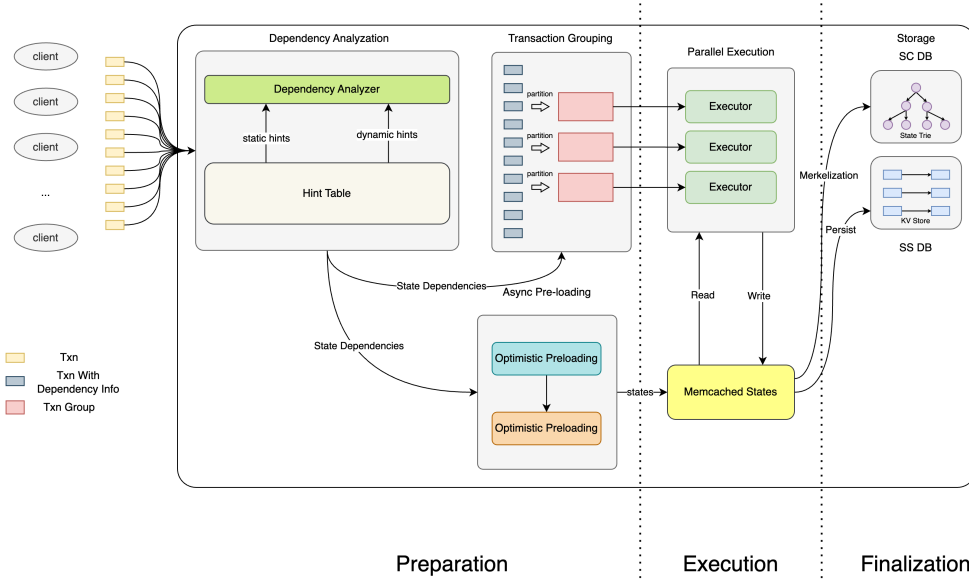 Dependency Analyzation
Transaction Grouping
Parallel Execution
Storage
SC DB
client
client
client
...
client
Dependency Analyzer
static hints
dynamic hints
Hint Table
partition
partition
partition
Executor
Executor
Executor
State Trie
KV Store
SS DB
Merkelization
Persist
State Dependencies
Async Pre-loading
State Dependencies
Read
Write
Optimistic Preloading
Optimistic Preloading
states
Memcached States
Txn
Txn With
Dependency Info
Txn Group
Preparation
Execution
Finalization